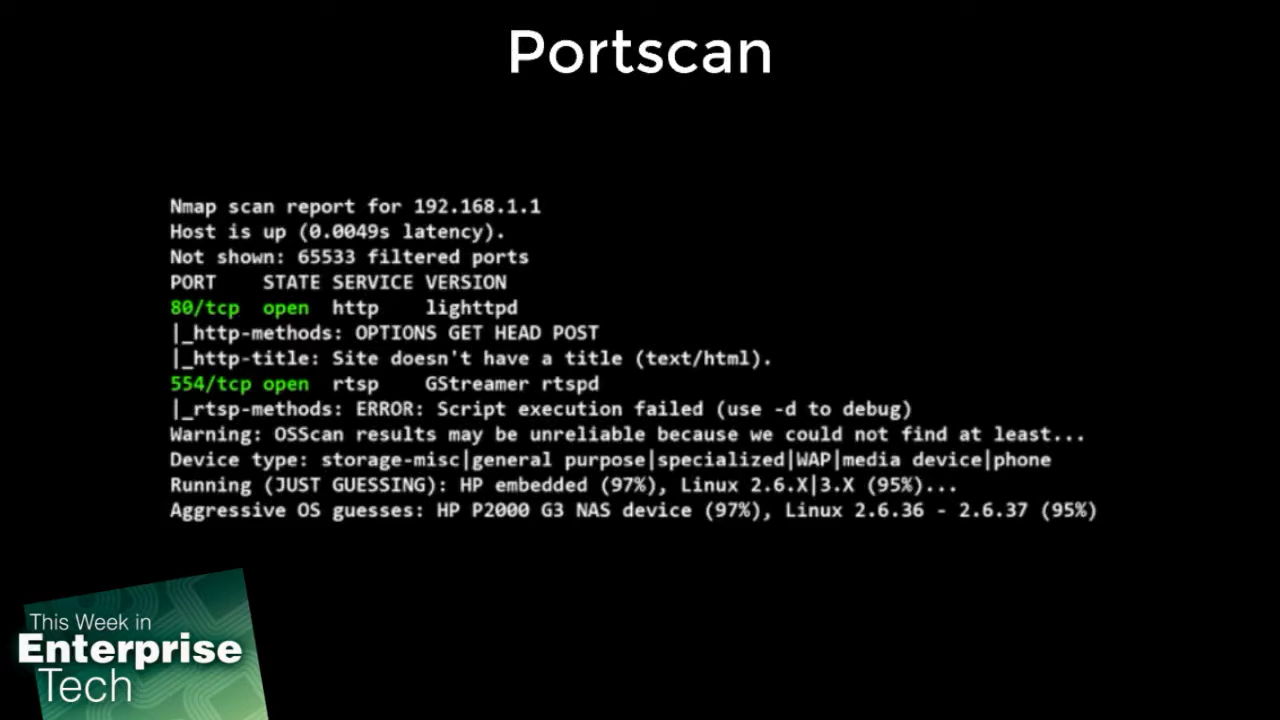 Portscan
Nmap scan report for 192.168.1.1
Host is up (0.0049s latency).
Not shown: 65533 filtered ports
PORT    STATE SERVICE VERSION
80/tcp  open  http    lighttpd
|_http-methods: OPTIONS GET HEAD POST
|_http-title: Site doesn't have a title (text/html).
554/tcp open  rtsp    GStreamer rtspd
|_rtsp-methods: ERROR: Script execution failed (use -d to debug)
Warning: OSScan results may be unreliable because we could not find at least...
Device type: storage-misc|general purpose|specialized|WAP|media device|phone
Running (JUST GUESSING): HP embedded (97%), Linux 2.6.X|3.X (95%)...
Aggressive OS guesses: HP P2000 G3 NAS device (97%), Linux 2.6.36 - 2.6.37 (95%)
This Week in
Enterprise
Tech